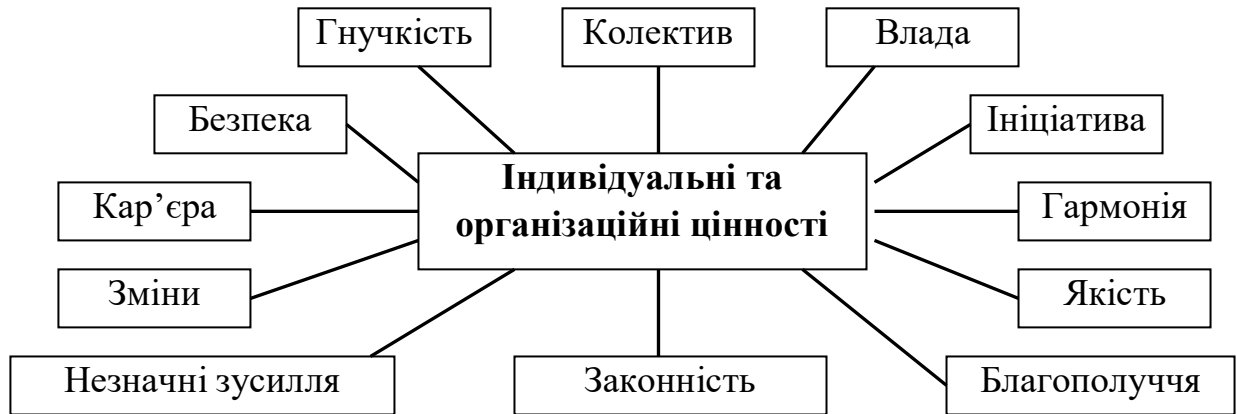 Гнучкість
Колектив
Влада
Безпека
Ініціатива
Індивідуальні та
організаційні цінності
Кар’єра
Гармонія
Зміни
Якість
Незначні зусилля
Законність
Благополуччя